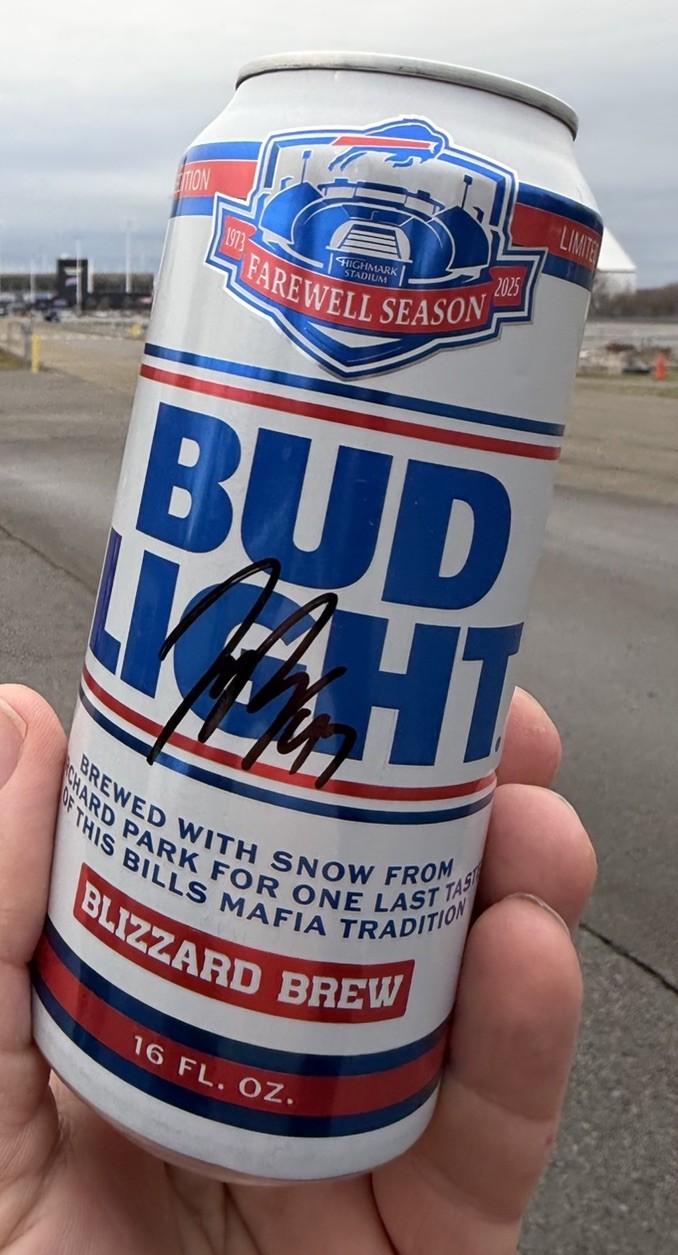 LIMITED
1973
HIGHMARK
STADIUM
2025
FAREWELL SEASON
BUD
LIGHT
BREWED WITH SNOW FROM
ORCHARD PARK FOR ONE LAST TASTE
OF THIS BILLS MAFIA TRADITION
BLIZZARD BREW
16 FL. OZ.